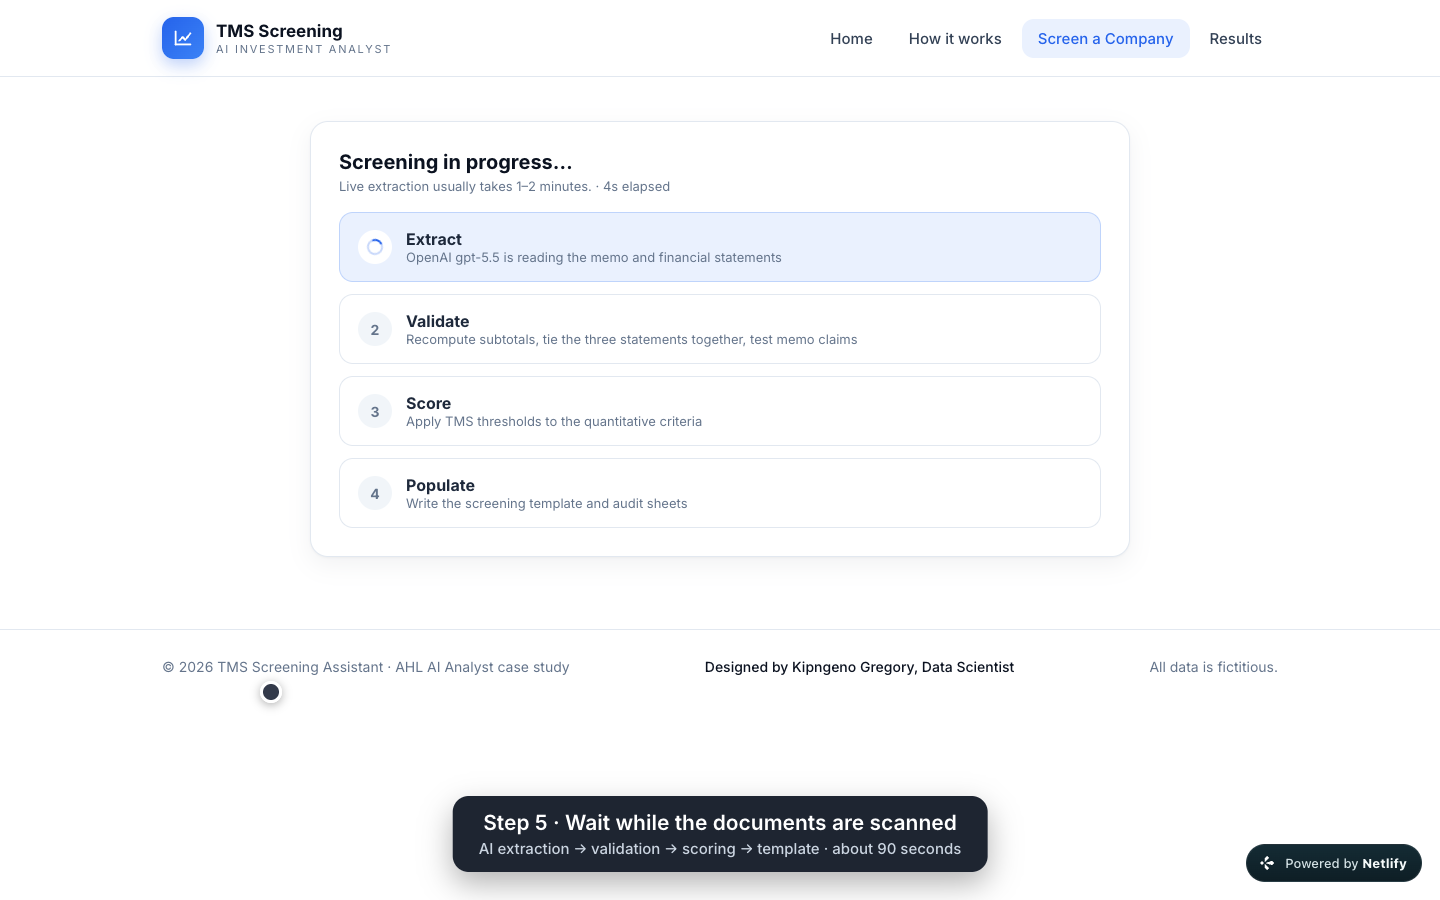 TMS Screening
AI INVESTMENT ANALYST
Home
How it works
Screen a Company
Results
Screening in progress...
Live extraction usually takes 1–2 minutes. · 4s elapsed
Extract
OpenAI gpt-5.5 is reading the memo and financial statements
2
Validate
Recompute subtotals, tie the three statements together, test memo claims
3
Score
Apply TMS thresholds to the quantitative criteria
4
Populate
Write the screening template and audit sheets
© 2026 TMS Screening Assistant · AHL AI Analyst case study
Designed by Kipngeno Gregory, Data Scientist
All data is fictitious.
Step 5 · Wait while the documents are scanned
AI extraction → validation → scoring → template · about 90 seconds
Powered by Netlify